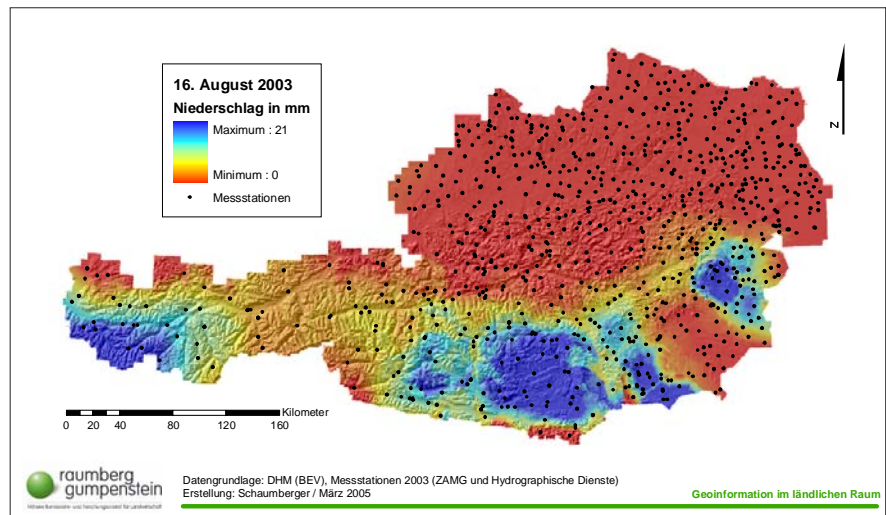 16. August 2003
Niederschlag in mm
Maximum : 21
Minimum : 0
Messstationen
N
Kilometer
0 20 40 80 120 160
raumberg
gumpenstein
Datengrundlage: DHM (BEV), Messstationen 2003 (ZAMG und Hydrographische Dienste)
Erstellung: Schaumberger / März 2005
Geoinformation im ländlichen Raum